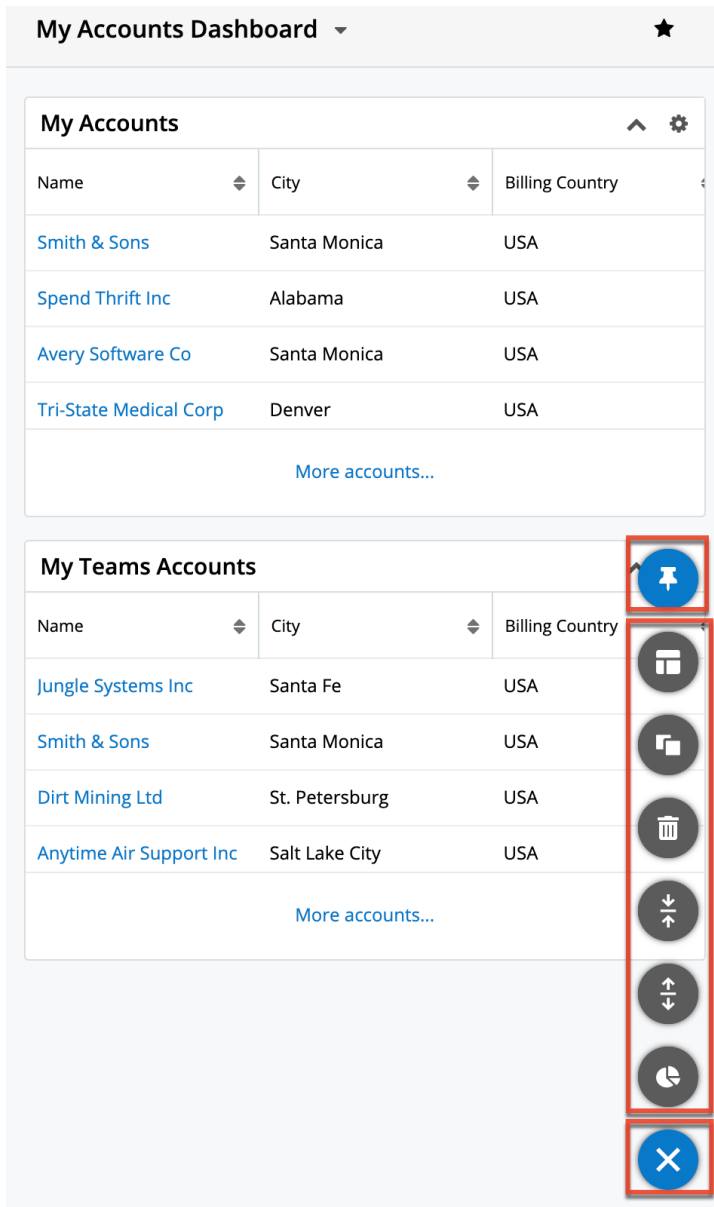 My Accounts Dashboard
My Accounts
Name City Billing Country
Smith & Sons Santa Monica USA
Spend Thrift Inc Alabama USA
Avery Software Co Santa Monica USA
Tri-State Medical Corp Denver USA
More accounts...
My Teams Accounts
Name City Billing Country
Jungle Systems Inc Santa Fe USA
Smith & Sons Santa Monica USA
Dirt Mining Ltd St. Petersburg USA
Anytime Air Support Inc Salt Lake City USA
More accounts...